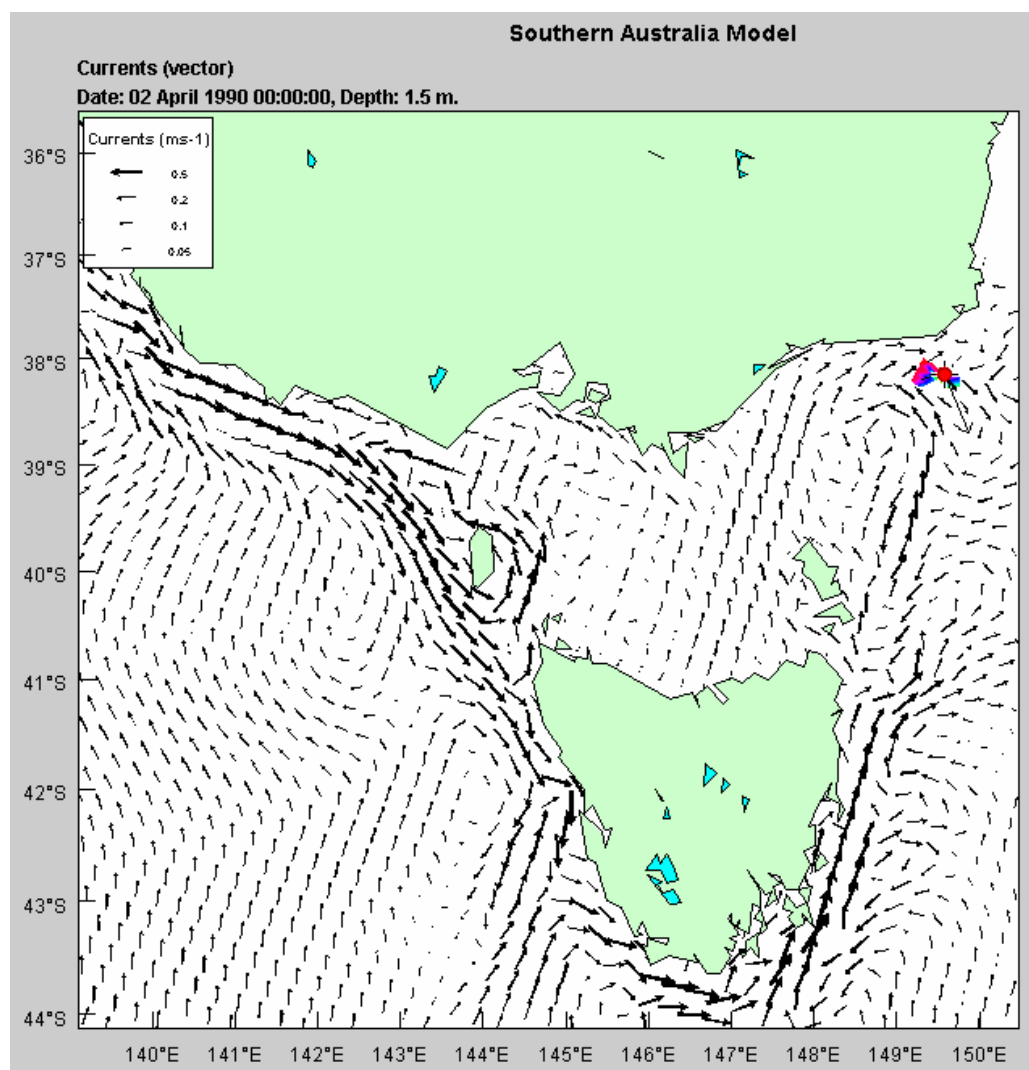 Southern Australia Model
Currents (vector)
Date: 02 April 1990 00:00:00, Depth: 1.5 m.
Currents (ms-1)
0.5
0.2
0.1
0.05
36°S
37°S
38°S
39°S
40°S
41°S
42°S
43°S
44°S
140°E 141°E 142°E 143°E 144°E 145°E 146°E 147°E 148°E 149°E 150°E